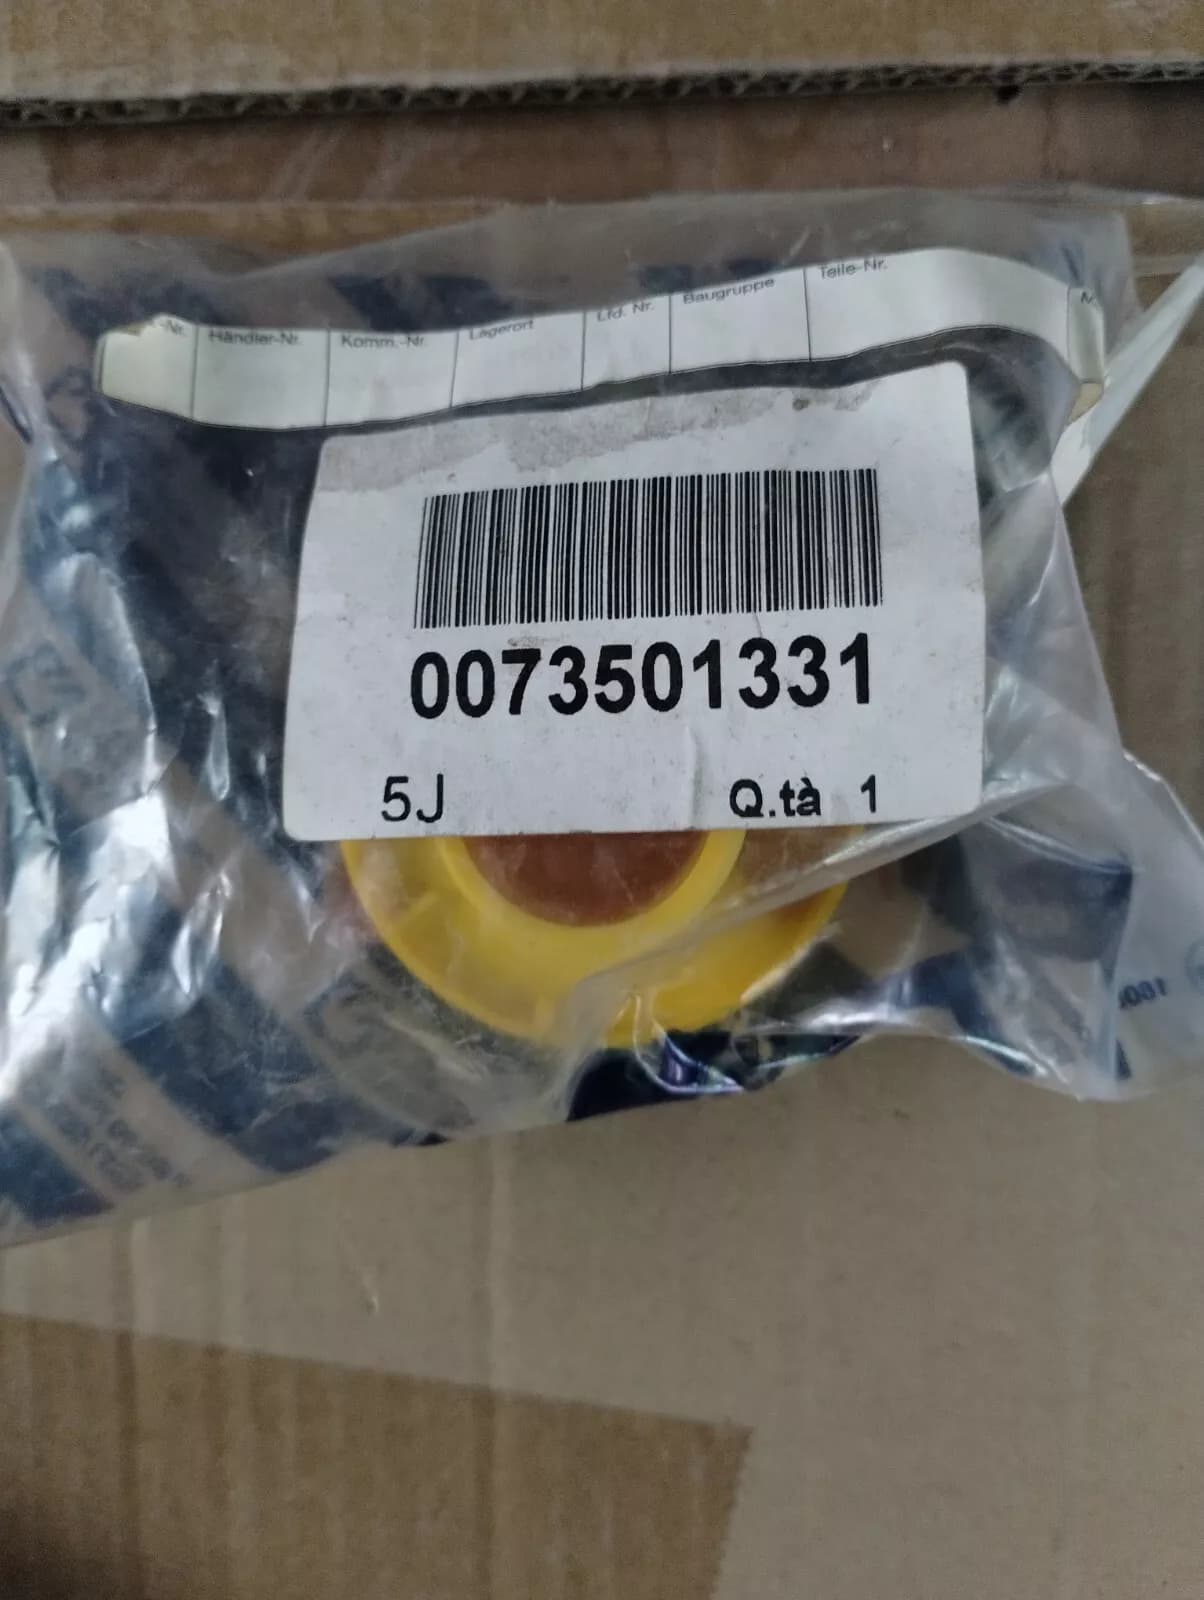 Händler-Nr. Komm.-Nr. Lagerort Lfd. Nr. Baugruppe Teile-Nr.
0073501331
5J Q.tà 1